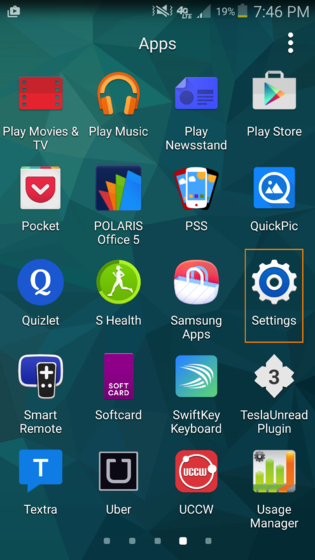 4G LTE 19% 7:46 PM
Apps
Play Movies & TV
Play Music
Play Newsstand
Play Store
Pocket
POLARIS Office 5
PSS
QuickPic
Q
Quizlet
S Health
Samsung Apps
Settings
SOFT CARD
3
Smart Remote
Softcard
SwiftKey Keyboard
TeslaUnread Plugin
T
U
UCCW
Textra
Uber
UCCW
Usage Manager